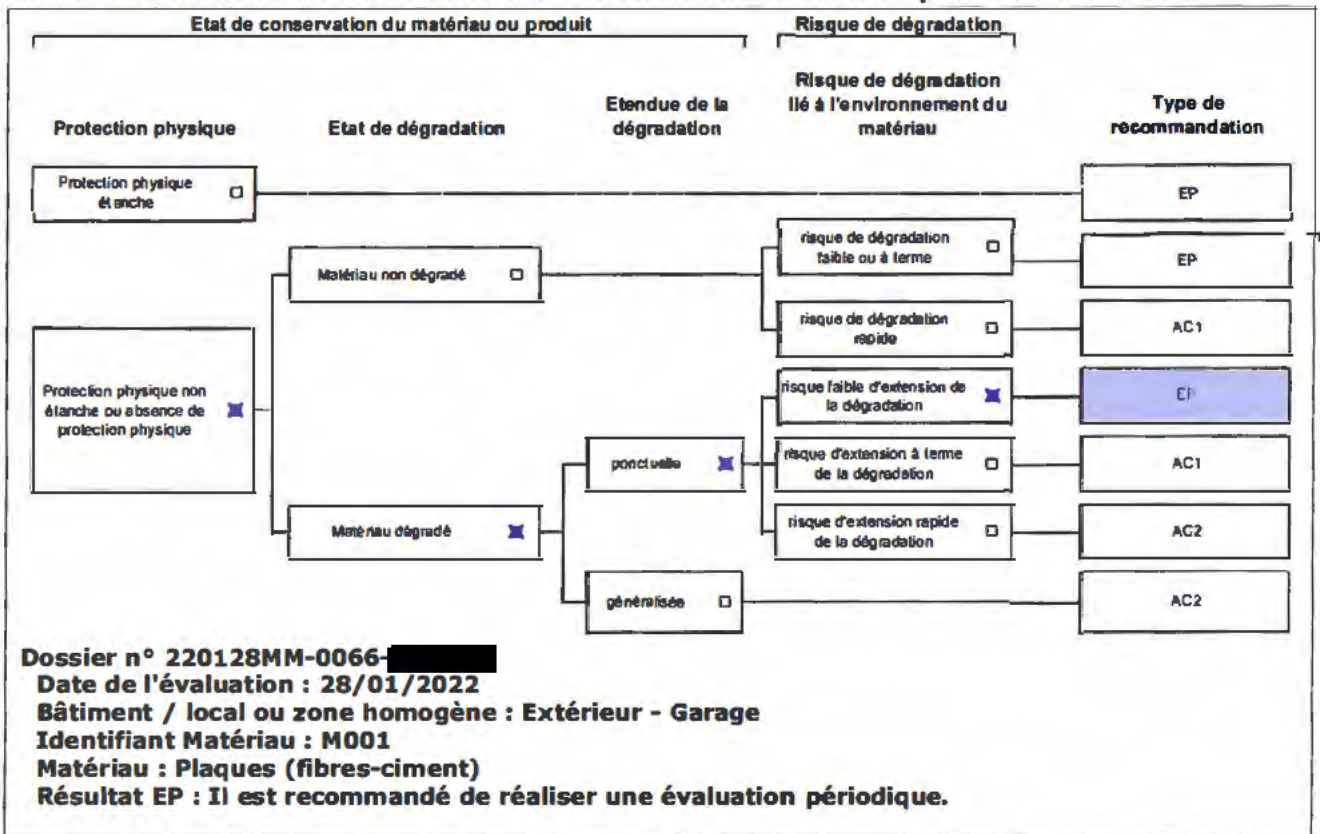 Etat de conservation du matériau ou produit
Risque de dégradation
Protection physique
Etat de dégradation
Etendue de la
dégradation
Risque de dégradation
lié à l'environnement du
matériau
Type de
recommandation
Protection physique
étanche
EP
Matériau non dégradé
risque de dégradation
faible ou à terme
EP
risque de dégradation
rapide
AC1
Protection physique non
étanche ou absence de
protection physique
risque faible d'extension de
la dégradation
EP
ponctuelle
risque d'extension à terme
de la dégradation
AC1
Matériau dégradé
risque d'extension rapide
de la dégradation
AC2
généralisée
AC2
Dossier n° 220128MM-0066-
Date de l'évaluation : 28/01/2022
Bâtiment / local ou zone homogène : Extérieur - Garage
Identifiant Matériau : M001
Matériau : Plaques (fibres-ciment)
Résultat EP : Il est recommandé de réaliser une évaluation périodique.